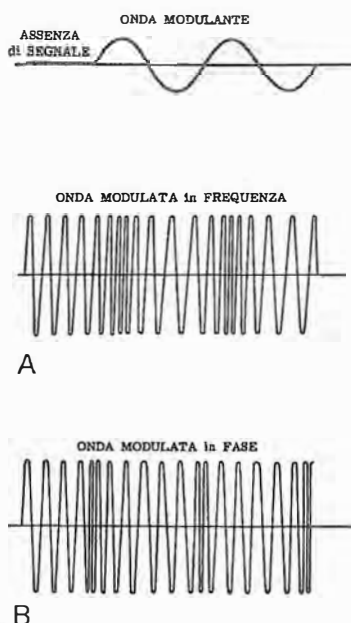 ONDA MODULANTE
ASSENZA
di SEGNALE
ONDA MODULATA in FREQUENZA
A
ONDA MODULATA in FASE
B